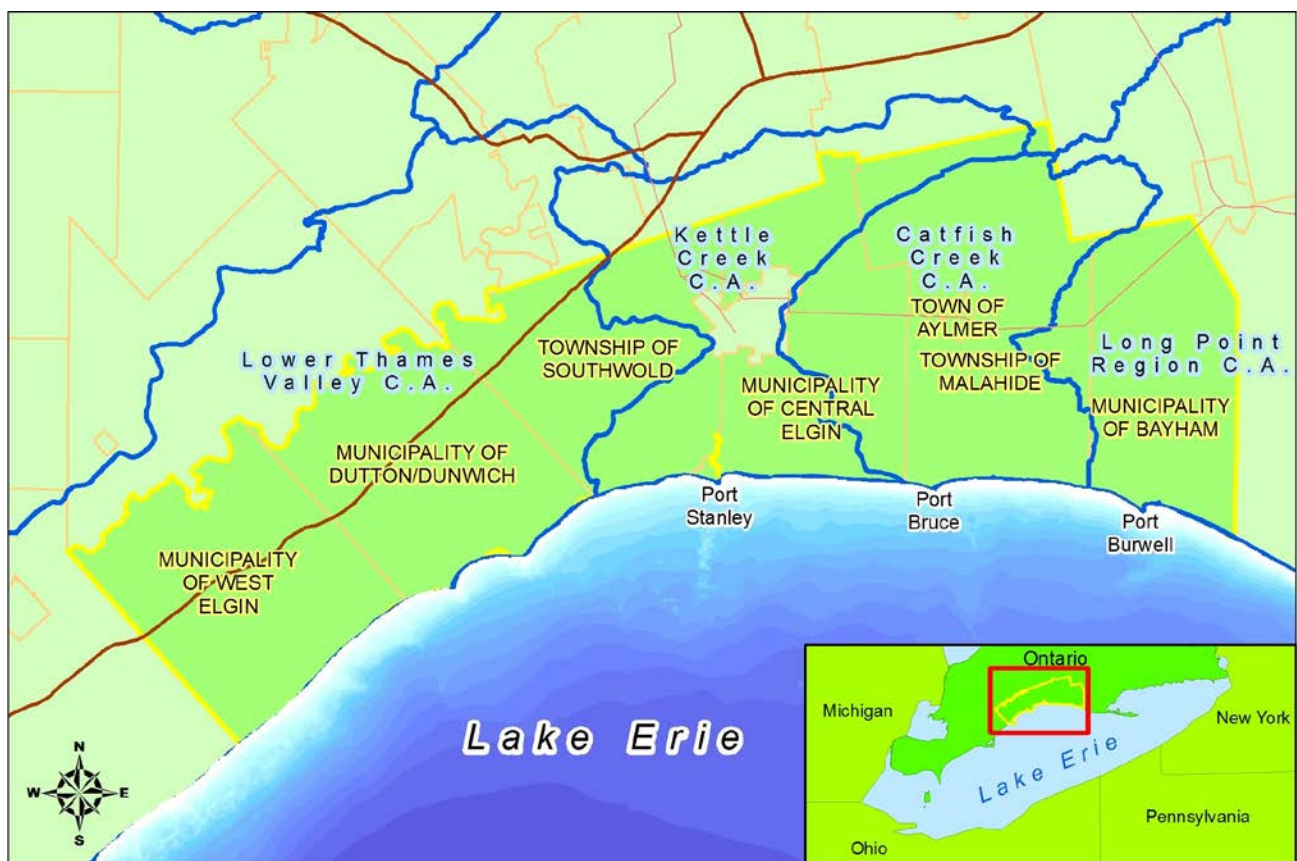 Kettle
Creek
C.A.
Catfish
Creek
C.A.
TOWN OF
AYLMER
Lower Thames
Valley C.A.
TOWNSHIP OF
SOUTHWOLD
TOWNSHIP OF
MALAHIDE
Long Point
Region C.A.
MUNICIPALITY
OF CENTRAL
ELGIN
MUNICIPALITY
OF BAYHAM
MUNICIPALITY OF
DUTTON/DUNWICH
Port
Stanley
Port
Bruce
Port
Burwell
MUNICIPALITY
OF WEST
ELGIN
Lake Erie
N
W
E
S
Ontario
Michigan
New York
Lake Erie
Pennsylvania
Ohio